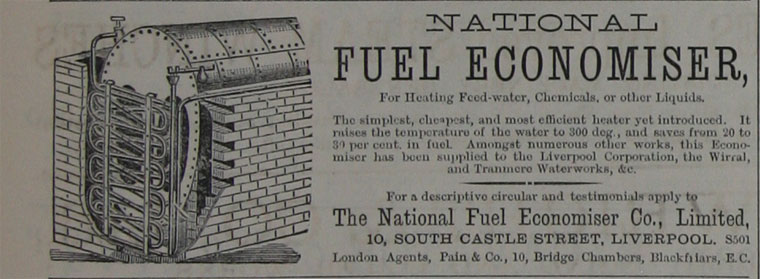 NATIONAL
FUEL ECONOMISER,
For Heating Feed-water, Chemicals, or other Liquids.
The simplest, cheapest, and most efficient heater yet introduced. It
raises the temperature of the water to 300 deg., and saves from 20 to
30 per cent. in fuel. Amongst numerous other works, this Econo-
miser has been supplied to the Liverpool Corporation, the Wirral,
and Tranmere Waterworks, &c.
For a descriptive circular and testimonials apply to
The National Fuel Economiser Co., Limited,
10, SOUTH CASTLE STREET, LIVERPOOL. S501
London Agents, Pain & Co., 10, Bridge Chambers, Blackfriars, E.C.